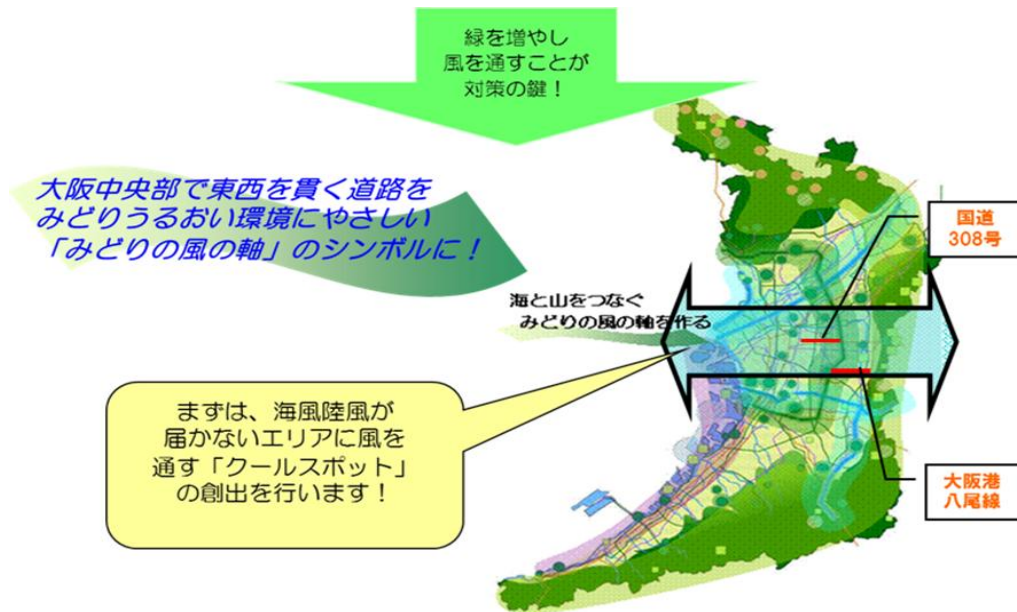 緑を増やし
風を通すことが
対策の鍵！
大阪中央部で東西を貫く道路を
みどりうるおい環境にやさしい
「みどりの風の軸」のシンボルに！
国道
308号
海と山をつなぐ
みどりの風の軸を作る
まずは、海風陸風が
届かないエリアに風を
通す「クールスポット」
の創出を行います！
大阪港
八尾線